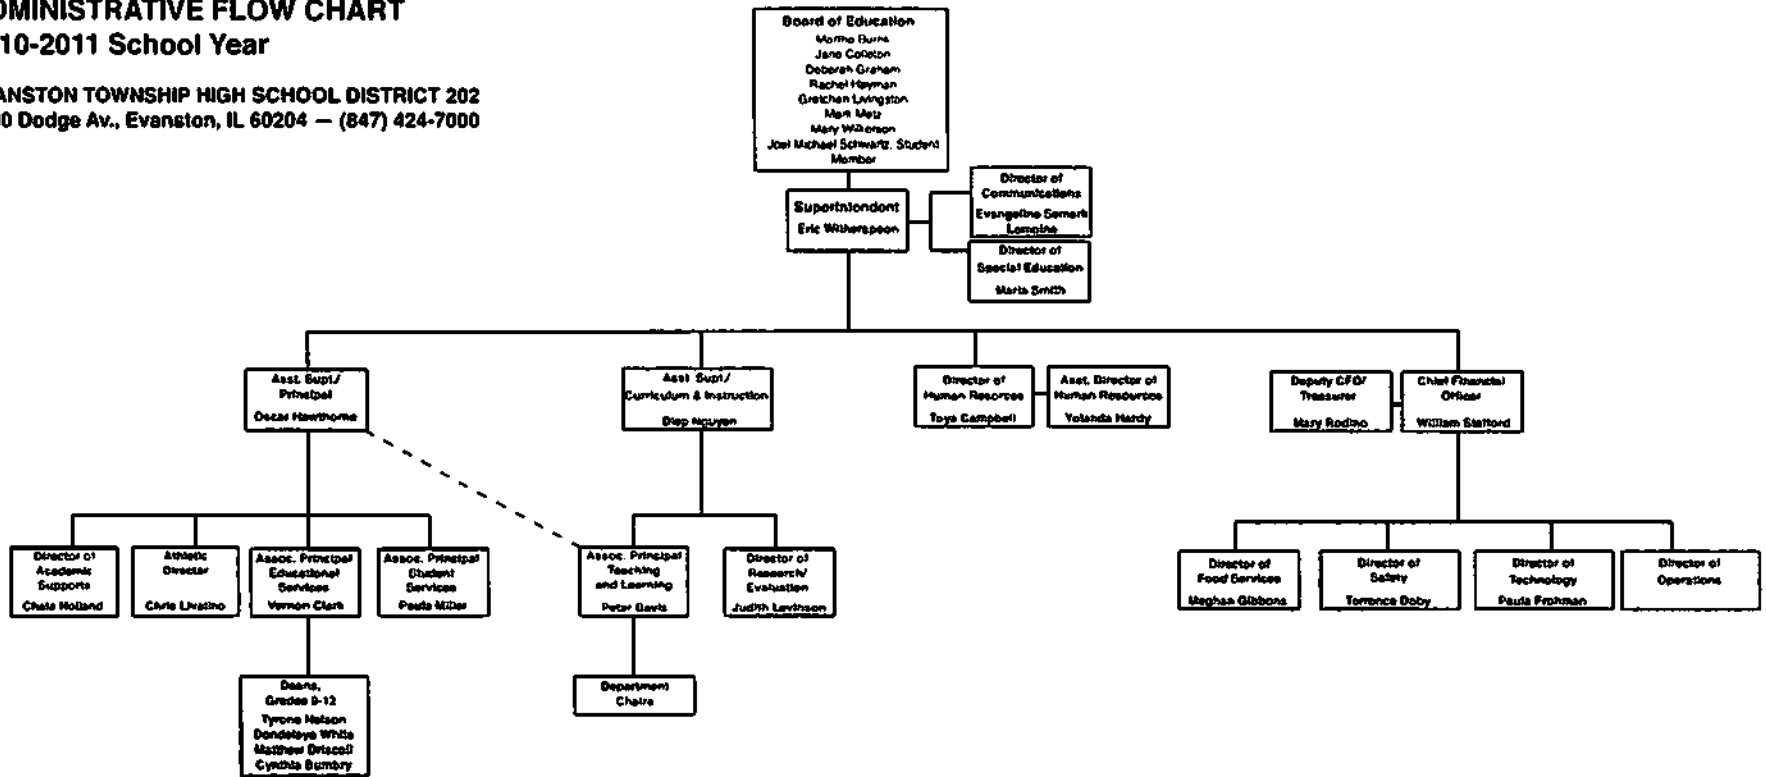 DMINISTRATIVE FLOW CHART
10-2011 School Year
ANSTON TOWNSHIP HIGH SCHOOL DISTRICT 202
0 Dodge Av., Evanston, IL 60204 — (847) 424-7000
Board of Education
Martha Burns
Jane Colleton
Deborah Graham
Rachel Hayman
Gretchen Livingston
Mark Metz
Mary Wilkerson
Joel Michael Schwartz, Student
Member
Superintendent
Eric Witherspoon
Director of
Communications
Evangeline Semark
Lemoine
Director of
Special Education
Marla Smith
Asst. Supt./
Principal
Oscar Hawthorne
Asst Supt/
Curriculum & Instruction
Diep Nguyen
Director of
Human Resorces
Toya Campbell
Asst. Director of
Human Resources
Yolanda Hardy
Deputy CFO/
Treasurer
Mary Rodino
Chief Financial
Officer
William Stafford
Director of
Academic
Supports
Chala Holland
Athletic
Director
Chris Livatino
Assoc. Principal
Educational
Services
Vernon Clark
Assoc. Principal
Student
Services
Paula Miller
Assoc. Principal
Teaching
and Learning
Peter Bavis
Director of
Research/
Evaluation
Judith Levinson
Director of
Food Services
Meghan Gibbons
Director of
Safety
Terrence Doby
Director of
Technology
Paula Frohman
Director of
Operations
Deans,
Grades 9-12
Tyrone Nelson
Dondelayo White
Matthew Driscoll
Cynthia Bumbry
Department
Chairs